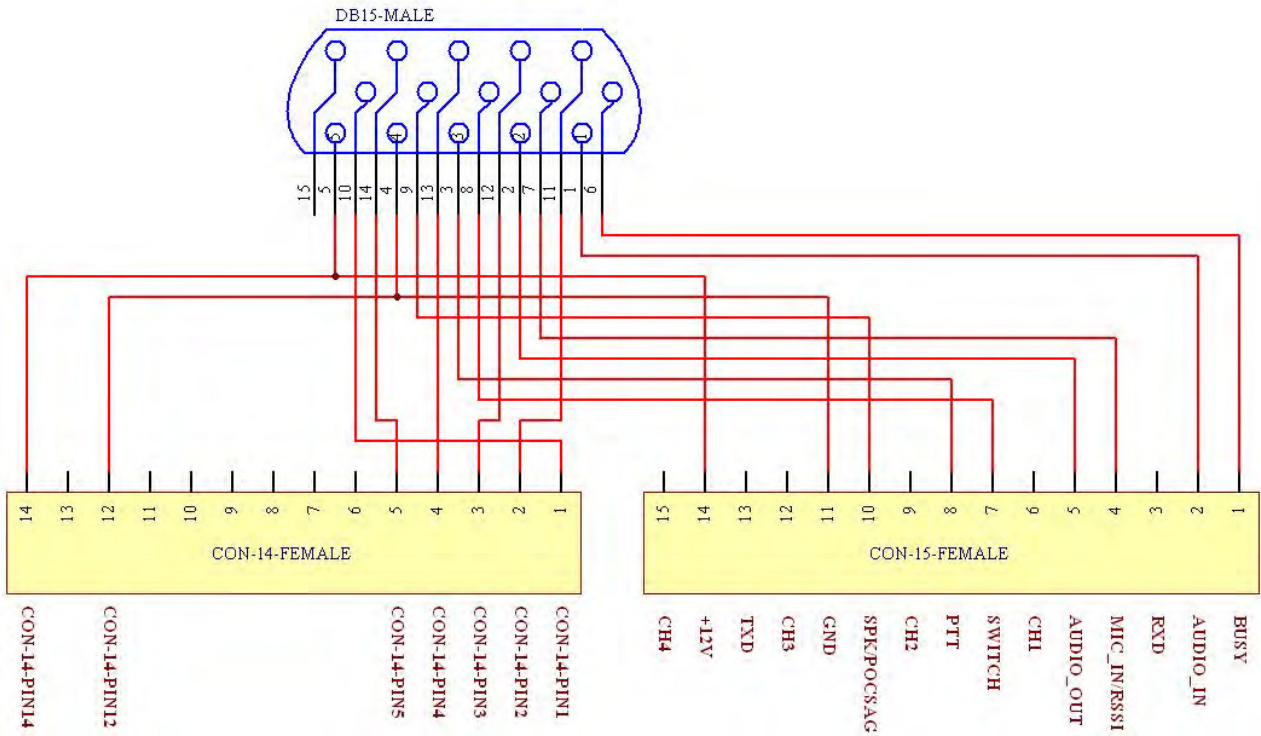 DB15-MALE
5 4 3 2 1
15 5 10 14 4 9 13 3 8 12 2 7 11 1 6
14 13 12 11 10 9 8 7 6 5 4 3 2 1
CON-14-FEMALE
CON-14-PIN14
CON-14-PIN12
CON-14-PIN5
CON-14-PIN4
CON-14-PIN3
CON-14-PIN2
CON-14-PIN1
15 14 13 12 11 10 9 8 7 6 5 4 3 2 1
CON-15-FEMALE
CH4
+12V
TXD
CH3
GND
SPK/POCSAG
CH2
PTT
SWITCH
CH1
AUDIO_OUT
MIC_IN/RSSI
RXD
AUDIO_IN
BUSY